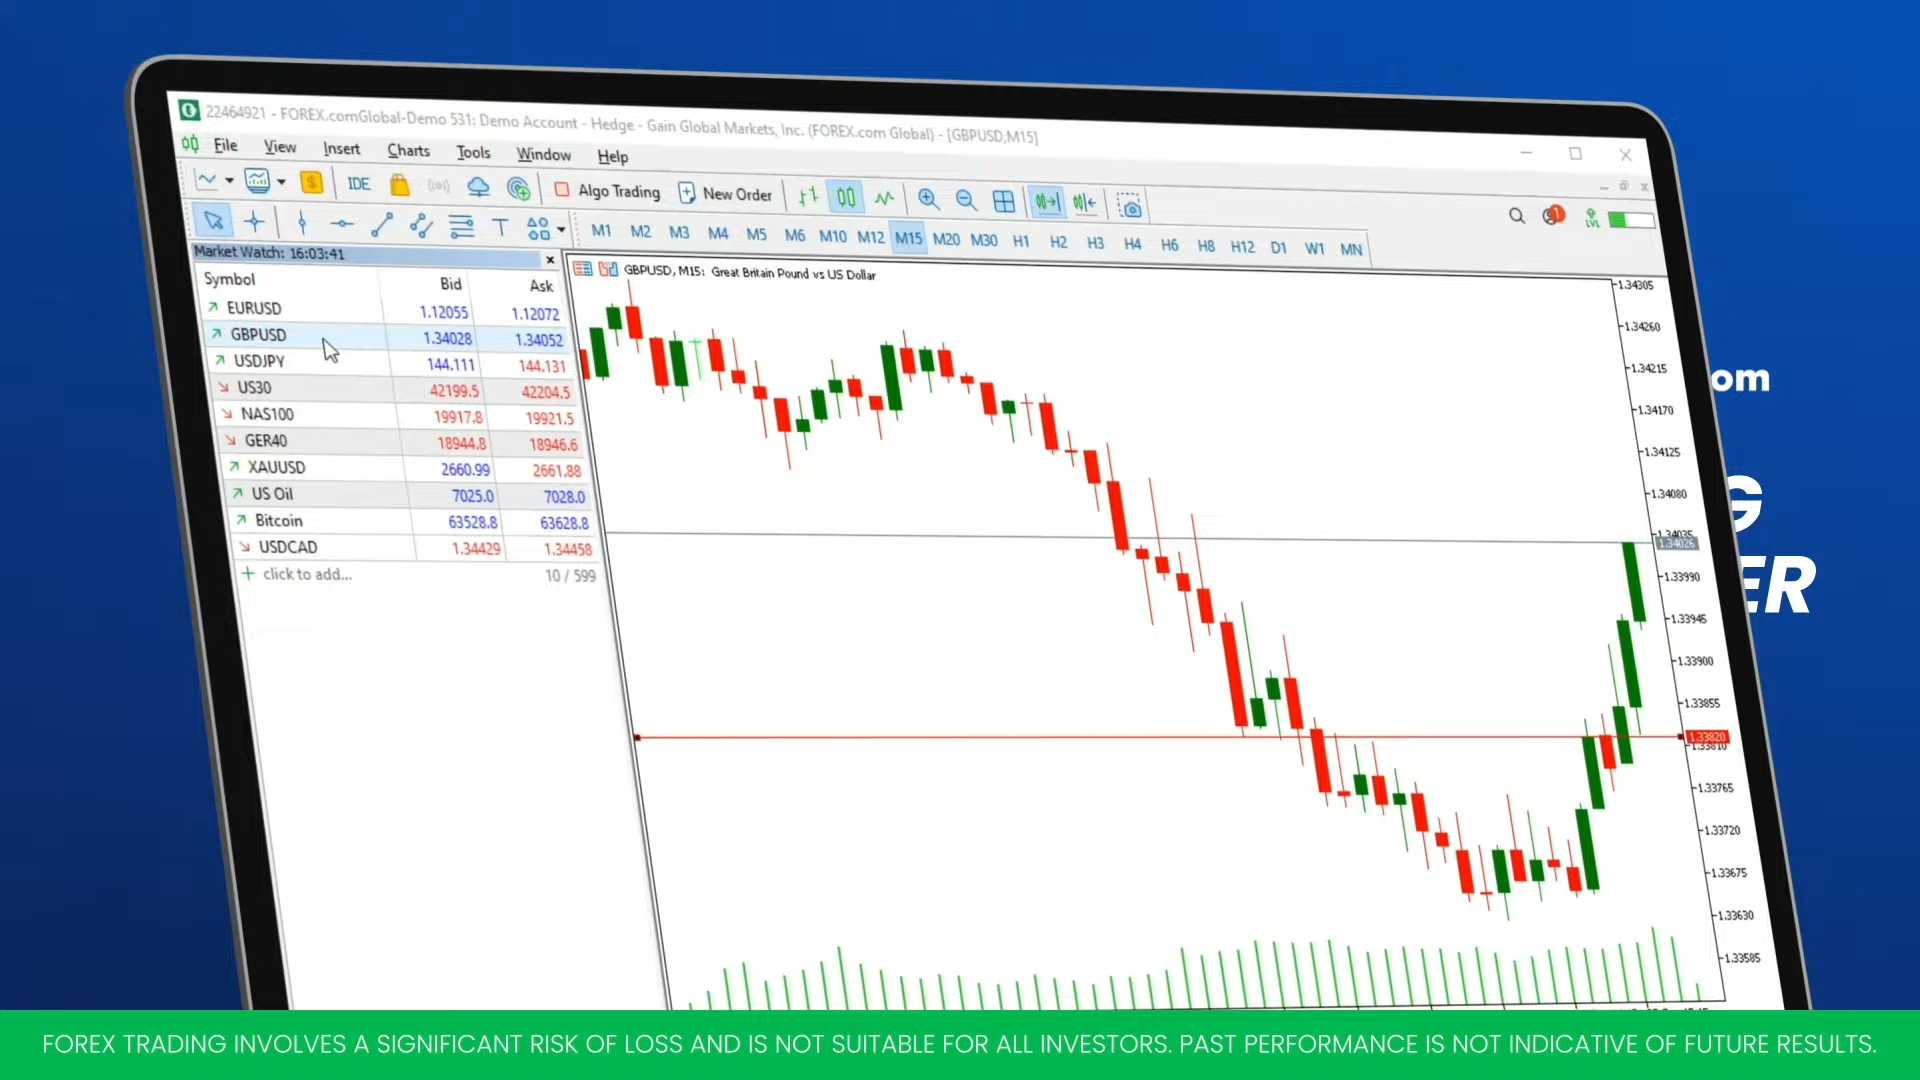 22464921 - FOREX.comGlobal-Demo 531: Demo Account - Hedge - Gain Global Markets, Inc. (FOREX.com Global) - [GBPUSD,M15]
File View Insert Charts Tools Window Help
IDE Algo Trading New Order
M1 M2 M3 M4 M5 M6 M10 M12 M15 M20 M30 H1 H2 H3 H4 H6 H8 H12 D1 W1 MN
1
LVL
Market Watch: 16:03:41
Symbol Bid Ask
EURUSD 1.12055 1.12072
GBPUSD 1.34028 1.34052
USDJPY 144.111 144.131
US30 42199.5 42204.5
NAS100 19917.8 19921.5
GER40 18944.8 18946.6
XAUUSD 2660.99 2661.88
US Oil 7025.0 7028.0
Bitcoin 63528.8 63628.8
USDCAD 1.34429 1.34458
click to add... 10 / 599
GBPUSD, M15: Great Britain Pound vs US Dollar
1.34305
1.34260
1.34215
1.34170
1.34125
1.34080
1.34035
1.34026
1.33990
1.33945
1.33900
1.33855
1.33820
1.33810
1.33765
1.33720
1.33675
1.33630
1.33585
om
G
ER
FOREX TRADING INVOLVES A SIGNIFICANT RISK OF LOSS AND IS NOT SUITABLE FOR ALL INVESTORS. PAST PERFORMANCE IS NOT INDICATIVE OF FUTURE RESULTS.